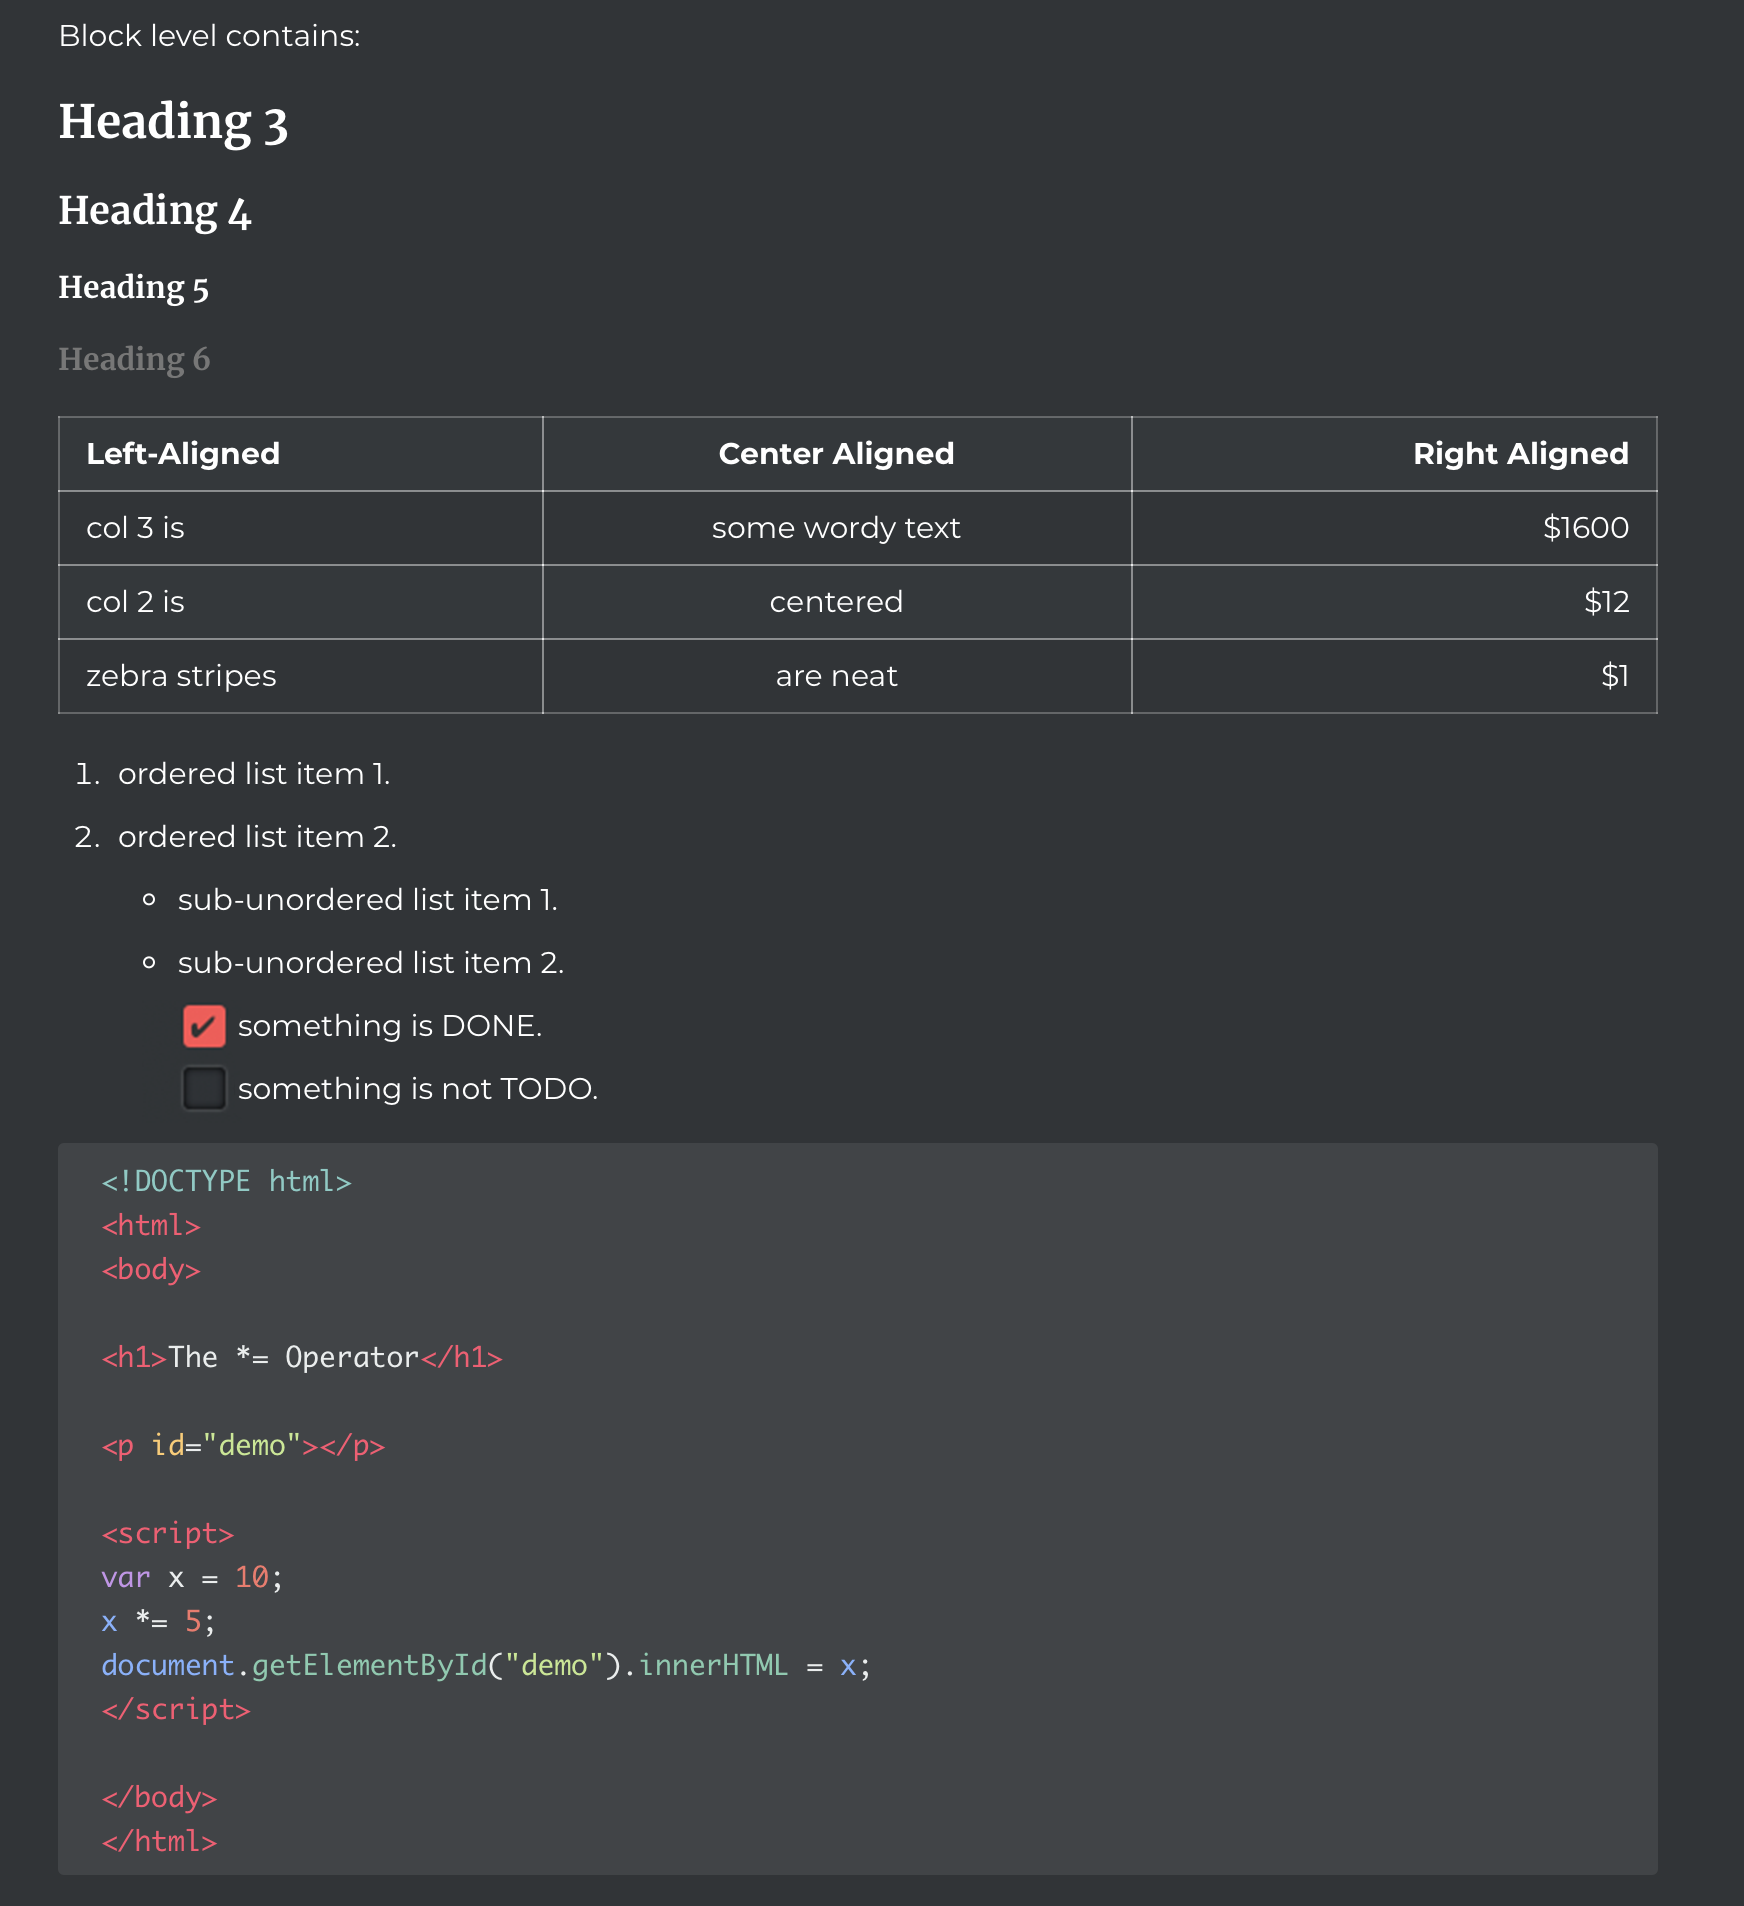 Block level contains:
Heading 3
Heading 4
Heading 5
Heading 6
Left-Aligned Center Aligned Right Aligned
col 3 is some wordy text $1600
col 2 is centered $12
zebra stripes are neat $1
1. ordered list item 1.
2. ordered list item 2.
sub-unordered list item 1.
sub-unordered list item 2.
something is DONE.
something is not TODO.
<!DOCTYPE html>
<html>
<body>
<h1>The *= Operator</h1>
<p id="demo"></p>
<script>
var x = 10;
x *= 5;
document.getElementById("demo").innerHTML = x;
</script>
</body>
</html>